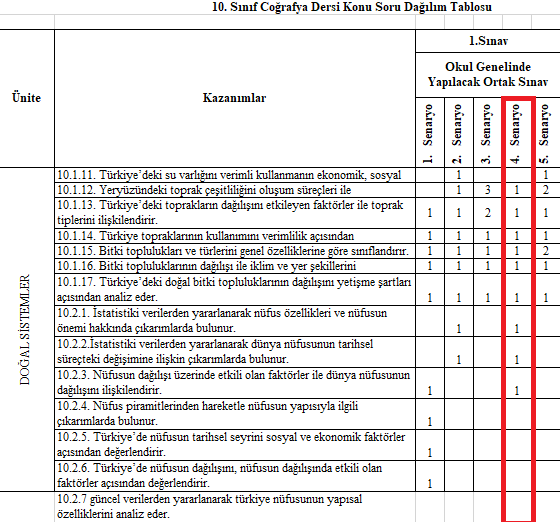 10. Sınıf Coğrafya Dersi Konu Soru Dağılım Tablosu
1.Sınav
Okul Genelinde
Yapılacak Ortak Sınav
Ünite
Kazanımlar
1. Senaryo
2. Senaryo
3. Senaryo
4. Senaryo
5. Senaryo
DOĞAL SİSTEMLER
10.1.11. Türkiye’deki su varlığını verimli kullanmanın ekonomik, sosyal 1 1
10.1.12. Yeryüzündeki toprak çeşitliliğini oluşum süreçleri ile 1 3 1 2
10.1.13. Türkiye’deki toprakların dağılışını etkileyen faktörler ile toprak
tiplerini ilişkilendirir. 1 1 2 1 1
10.1.14. Türkiye topraklarının kullanımını verimlilik açısından 1 1 1 1 1
10.1.15. Bitki toplulukları ve türlerini genel özelliklerine göre sınıflandırır. 1 1 1 1 2
10.1.16. Bitki topluluklarının dağılışı ile iklim ve yer şekillerini 1 1 1 1 1
10.1.17. Türkiye’deki doğal bitki topluluklarının dağılışını yetişme şartları
açısından analiz eder. 1 1 1 1 1
10.2.1. İstatistiki verilerden yararlanarak nüfus özellikleri ve nüfusun
önemi hakkında çıkarımlarda bulunur. 1 1
10.2.2.İstatistiki verilerden yararlanarak dünya nüfusunun tarihsel
süreçteki değişimine ilişkin çıkarımlarda bulunur. 1 1
10.2.3. Nüfusun dağılışı üzerinde etkili olan faktörler ile dünya nüfusunun
dağılışını ilişkilendirir. 1 1
10.2.4. Nüfus piramitlerinden hareketle nüfusun yapısıyla ilgili
çıkarımlarda bulunur. 1
10.2.5. Türkiye’de nüfusun tarihsel seyrini sosyal ve ekonomik faktörler
açısından değerlendirir. 1
10.2.6. Türkiye’de nüfusun dağılışını, nüfusun dağılışında etkili olan
faktörler açısından değerlendirir. 1
10.2.7 güncel verilerden yararlanarak türkiye nüfusunun yapısal
özelliklerini analiz eder.